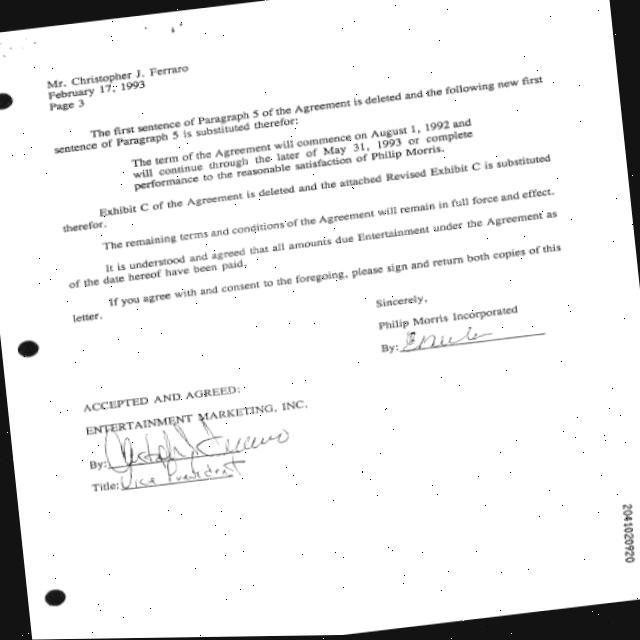 Mr. Christopher J. Ferraro
February 17, 1993
Page 3
The first sentence of Paragraph 5 of the Agreement is deleted and the following new first
sentence of Paragraph 5 is substituted therefor:
The term of the Agreement will commence on August 1, 1992 and
will continue through the later of May 31, 1993 or complete
performance to the reasonable satisfaction of Philip Morris.
Exhibit C of the Agreement is deleted and the attached Revised Exhibit C is substituted
therefor.
The remaining terms and conditions of the Agreement will remain in full force and effect.
It is understood and agreed that all amounts due Entertainment under the Agreement as
of the date hereof have been paid.
If you agree with and consent to the foregoing, please sign and return both copies of this
letter.
Sincerely,
Philip Morris Incorporated
By:
ACCEPTED AND AGREED:
ENTERTAINMENT MARKETING, INC.
By:
Title: Vice President
2041020920